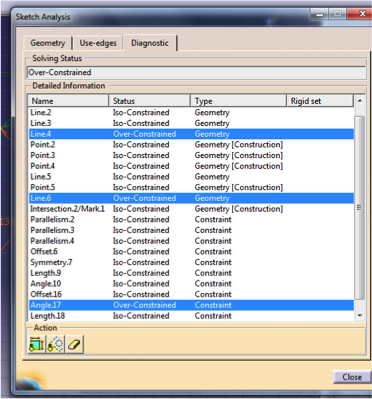 Sketch Analysis
Geometry Use-edges Diagnostic
Solving Status
Over-Constrained
Detailed Information
Name Status Type Rigid set
Line.2 Iso-Constrained Geometry
Line.3 Iso-Constrained Geometry
Line.4 Over-Constrained Geometry
Point.2 Iso-Constrained Geometry [Construction]
Point.3 Iso-Constrained Geometry [Construction]
Point.4 Iso-Constrained Geometry [Construction]
Line.5 Iso-Constrained Geometry
Point.5 Iso-Constrained Geometry [Construction]
Line.6 Over-Constrained Geometry
Intersection.2/Mark.1 Iso-Constrained Geometry [Construction]
Parallelism.2 Iso-Constrained Constraint
Parallelism.3 Iso-Constrained Constraint
Parallelism.4 Iso-Constrained Constraint
Offset.6 Iso-Constrained Constraint
Symmetry.7 Iso-Constrained Constraint
Length.9 Iso-Constrained Constraint
Angle.10 Iso-Constrained Constraint
Offset.16 Iso-Constrained Constraint
Angle.17 Over-Constrained Constraint
Length.18 Iso-Constrained Constraint
Action
Close